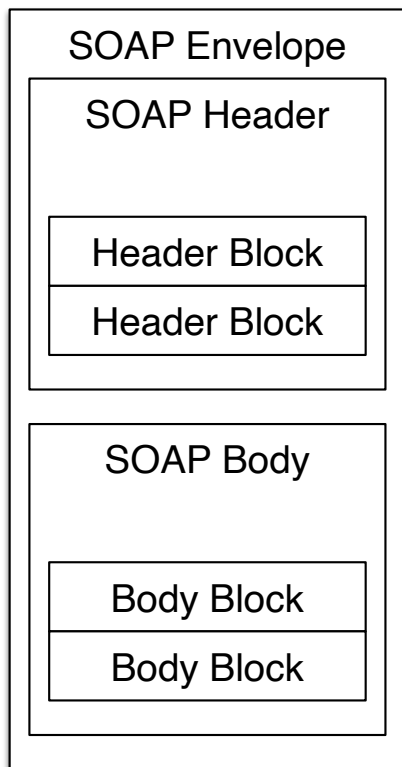 SOAP Envelope
SOAP Header
Header Block
Header Block
SOAP Body
Body Block
Body Block